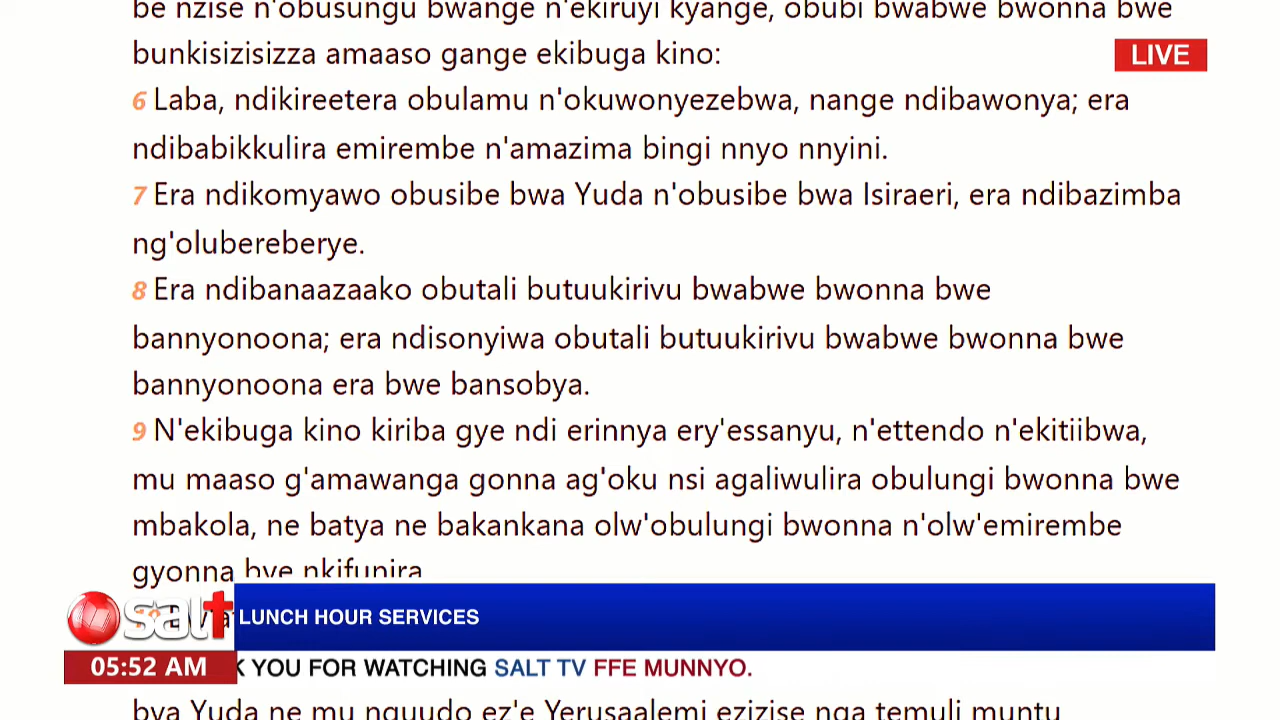 be nzise n'obusungu bwange n'ekiruyi kyange, obubi bwabwe bwonna bwe
bunkisizisizza amaaso gange ekibuga kino:
LIVE
6 Laba, ndikireetera obulamu n'okuwonyezebwa, nange ndibawonya; era
ndibabikkulira emirembe n'amazima bingi nnyo nnyini.
7 Era ndikomyawo obusibe bwa Yuda n'obusibe bwa Isiraeri, era ndibazimba
ng'olubereberye.
8 Era ndibanaazaako obutali butuukirivu bwabwe bwonna bwe
bannyonoona; era ndisonyiwa obutali butuukirivu bwabwe bwonna bwe
bannyonoona era bwe bansobya.
9 N'ekibuga kino kiriba gye ndi erinnya ery'essanyu, n'ettendo n'ekitiibwa,
mu maaso g'amawanga gonna ag'oku nsi agaliwulira obulungi bwonna bwe
mbakola, ne batya ne bakankana olw'obulungi bwonna n'olw'emirembe
gyonna bye nkifunira
salt LUNCH HOUR SERVICES
05:52 AM YOU FOR WATCHING SALT TV FFE MUNNYO.
bya Yuda ne mu nguudo ez'e Yerusaalemi ezizise nga temuli muntu